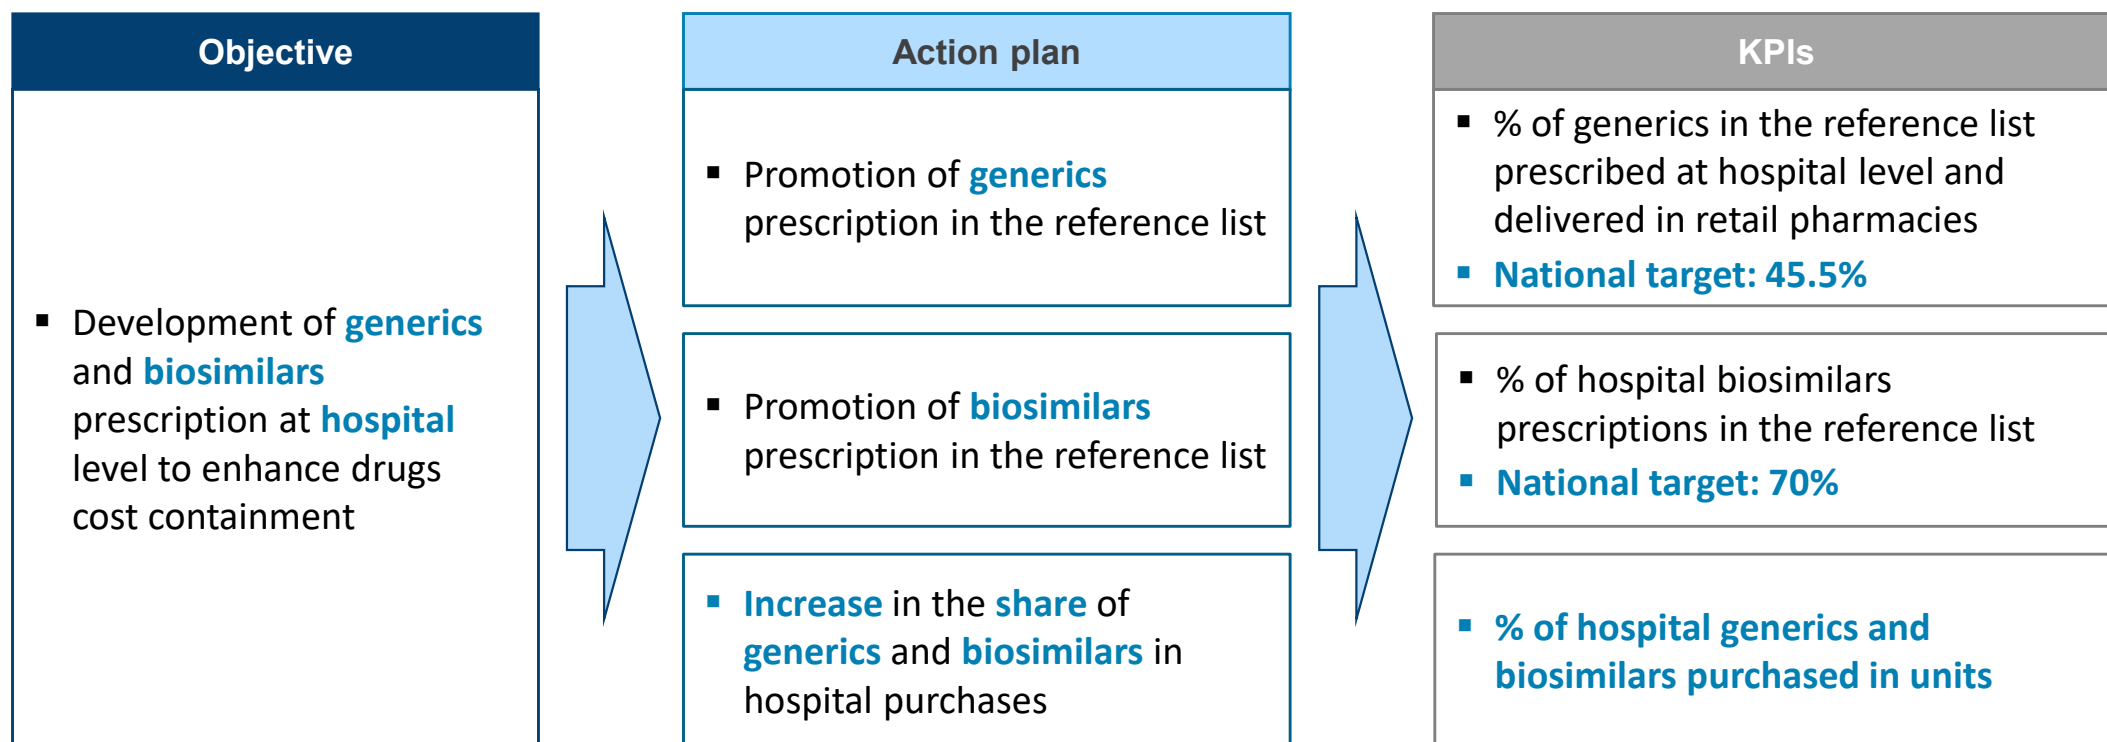 Objective
▪ Development of generics
and biosimilars
prescription at hospital
level to enhance drugs
cost containment
Action plan
▪ Promotion of generics
prescription in the reference list
▪ Promotion of biosimilars
prescription in the reference list
▪ Increase in the share of
generics and biosimilars in
hospital purchases
KPIs
▪ % of generics in the reference list
prescribed at hospital level and
delivered in retail pharmacies
▪ National target: 45.5%
▪ % of hospital biosimilars
prescriptions in the reference list
▪ National target: 70%
▪ % of hospital generics and
biosimilars purchased in units